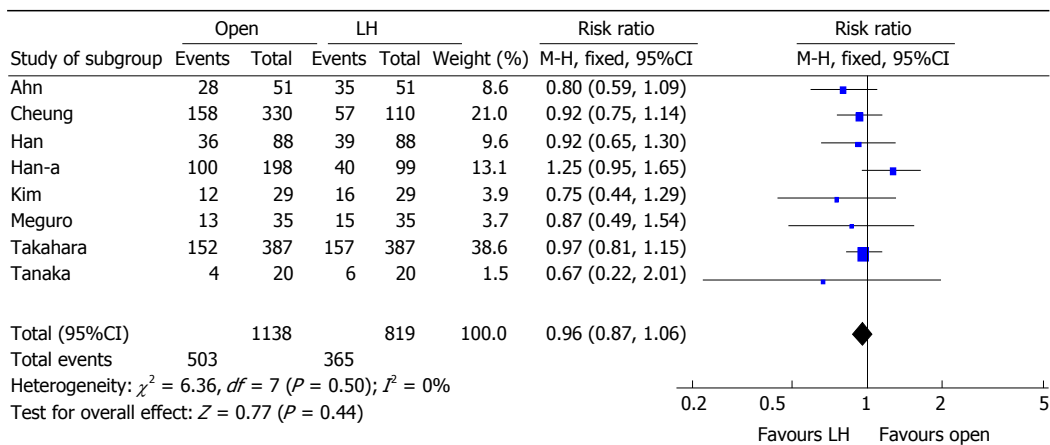 Open LH Risk ratio Risk ratio
Study of subgroup Events Total Events Total Weight (%) M-H, fixed, 95%CI M-H, fixed, 95%CI
Ahn 28 51 35 51 8.6 0.80 (0.59, 1.09)
Cheung 158 330 57 110 21.0 0.92 (0.75, 1.14)
Han 36 88 39 88 9.6 0.92 (0.65, 1.30)
Han-a 100 198 40 99 13.1 1.25 (0.95, 1.65)
Kim 12 29 16 29 3.9 0.75 (0.44, 1.29)
Meguro 13 35 15 35 3.7 0.87 (0.49, 1.54)
Takahara 152 387 157 387 38.6 0.97 (0.81, 1.15)
Tanaka 4 20 6 20 1.5 0.67 (0.22, 2.01)
Total (95%CI) 1138 819 100.0 0.96 (0.87, 1.06)
Total events 503 365
Heterogeneity: χ² = 6.36, df = 7 (P = 0.50); I² = 0%
Test for overall effect: Z = 0.77 (P = 0.44)
0.2 0.5 1 2 5
Favours LH Favours open